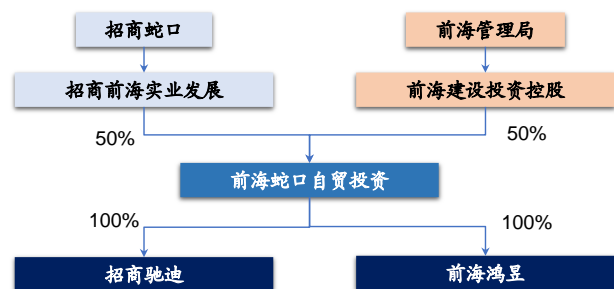 招商蛇口
前海管理局
招商前海实业发展
前海建设投资控股
50%
50%
前海蛇口自贸投资
100%
100%
招商驰迪
前海鸿昱